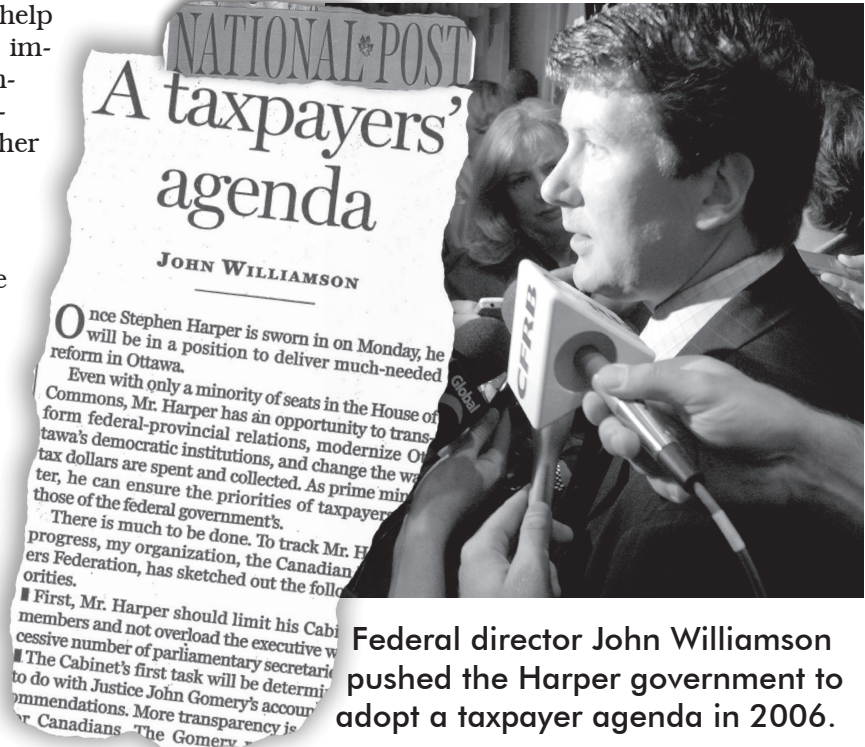 help
im-
n-
-
her
e
NATIONAL POST
A taxpayers'
agenda
JOHN WILLIAMSON
Once Stephen Harper is sworn in on Monday, he
will be in a position to deliver much-needed
reform in Ottawa.
Even with only a minority of seats in the House of
Commons, Mr. Harper has an opportunity to trans-
form federal-provincial relations, modernize Ot
tawa's democratic institutions, and change the wa
tax dollars are spent and collected. As prime min
ter, he can ensure the priorities of taxpayers
those of the federal government's.
There is much to be done. To track Mr. H
progress, my organization, the Canadian
ers Federation, has sketched out the follo
orities.
First, Mr. Harper should limit his Cabi
members and not overload the executive w
cessive number of parliamentary secretarie
The Cabinet's first task will be determi
to do with Justice John Gomery's accoun
ommendations. More transparency is
or Canadians. The Gomery
CFRB
Global
Federal director John Williamson
pushed the Harper government to
adopt a taxpayer agenda in 2006.